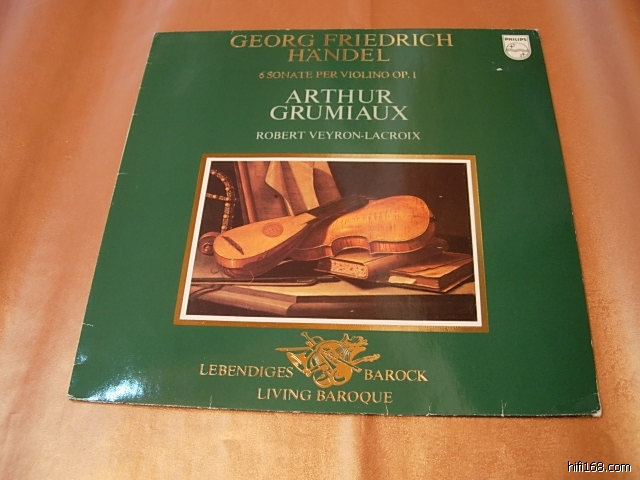 GEORG FRIEDRICH
HÄNDEL
6 SONATE PER VIOLINO OP. 1
ARTHUR
GRUMIAUX
ROBERT VEYRON-LACROIX
PHILIPS
LEBENDIGES BAROCK
LIVING BAROQUE
hifi168.com